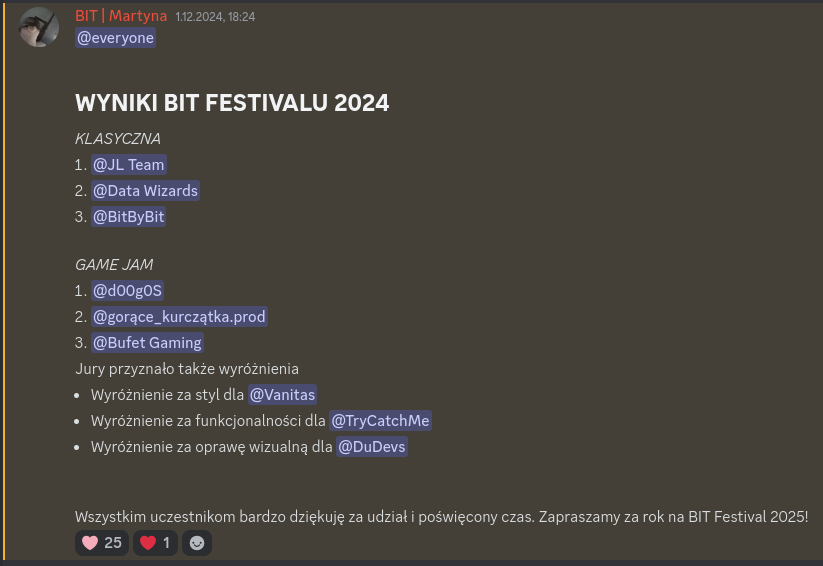 BIT | Martyna 1.12.2024, 18:24
@everyone
WYNIKI BIT FESTIVALU 2024
KLASYCZNA
1. @JL Team
2. @Data Wizards
3. @BitByBit
GAME JAM
1. @d00g0S
2. @gorące_kurczątka.prod
3. @Bufet Gaming
Jury przyznało także wyróżnienia
• Wyróżnienie za styl dla @Vanitas
• Wyróżnienie za funkcjonalności dla @TryCatchMe
• Wyróżnienie za oprawę wizualną dla @DuDevs
Wszystkim uczestnikom bardzo dziękuję za udział i poświęcony czas. Zapraszamy za rok na BIT Festival 2025!
25 1